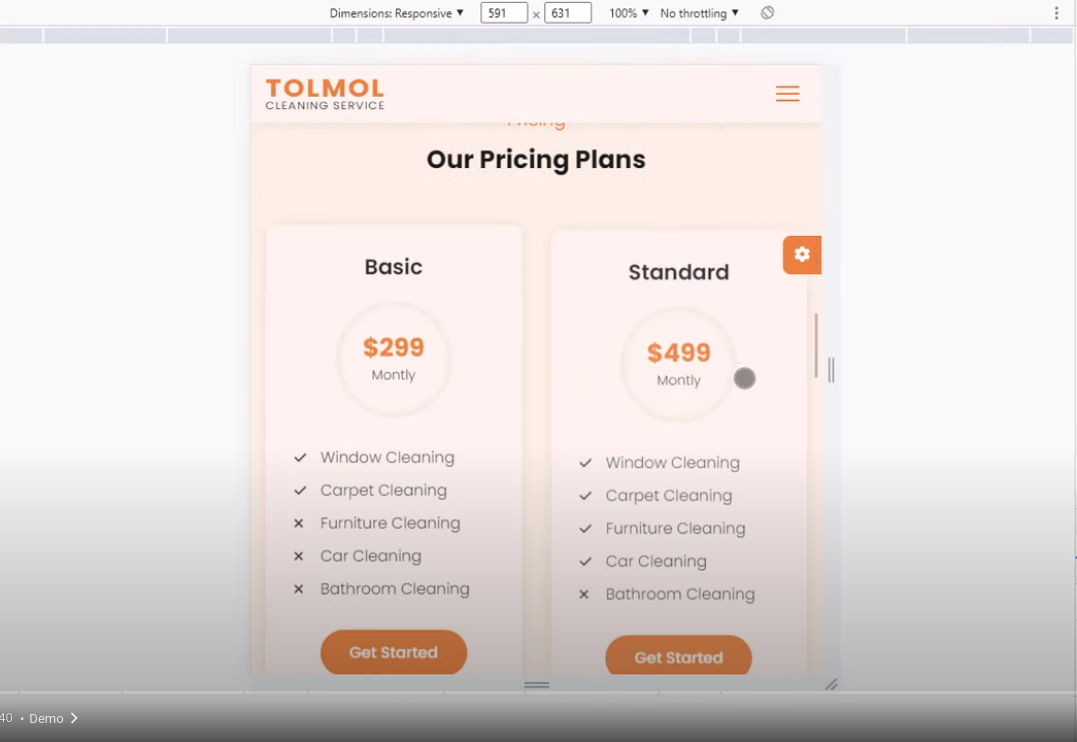 Dimensions: Responsive ▼ 591 × 631 100% ▼ No throttling ▼
TOLMOL
CLEANING SERVICE
Pricing
Our Pricing Plans
Basic
$299
Montly
Window Cleaning
Carpet Cleaning
Furniture Cleaning
Car Cleaning
Bathroom Cleaning
Get Started
Standard
$499
Montly
Window Cleaning
Carpet Cleaning
Furniture Cleaning
Car Cleaning
Bathroom Cleaning
Get Started
40 • Demo